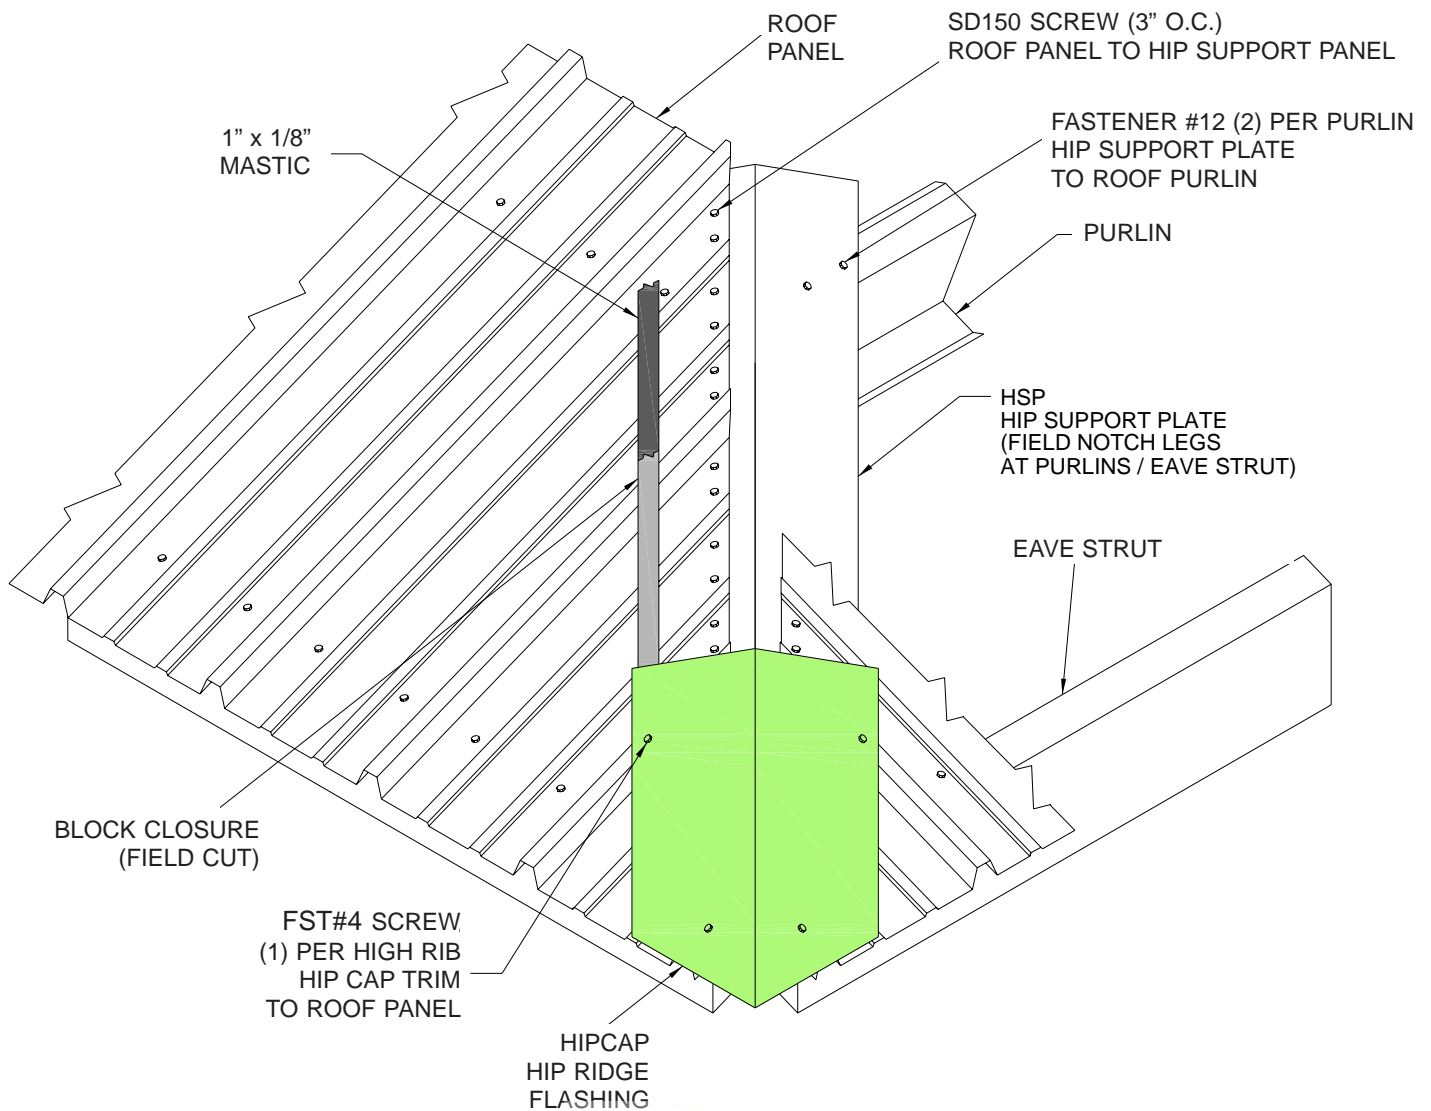 ROOF
PANEL
SD150 SCREW (3” O.C.)
ROOF PANEL TO HIP SUPPORT PANEL
1” x 1/8”
MASTIC
FASTENER #12 (2) PER PURLIN
HIP SUPPORT PLATE
TO ROOF PURLIN
PURLIN
HSP
HIP SUPPORT PLATE
(FIELD NOTCH LEGS
AT PURLINS / EAVE STRUT)
EAVE STRUT
BLOCK CLOSURE
(FIELD CUT)
FST#4 SCREW,
(1) PER HIGH RIB
HIP CAP TRIM
TO ROOF PANEL
HIPCAP
HIP RIDGE
FLASHING